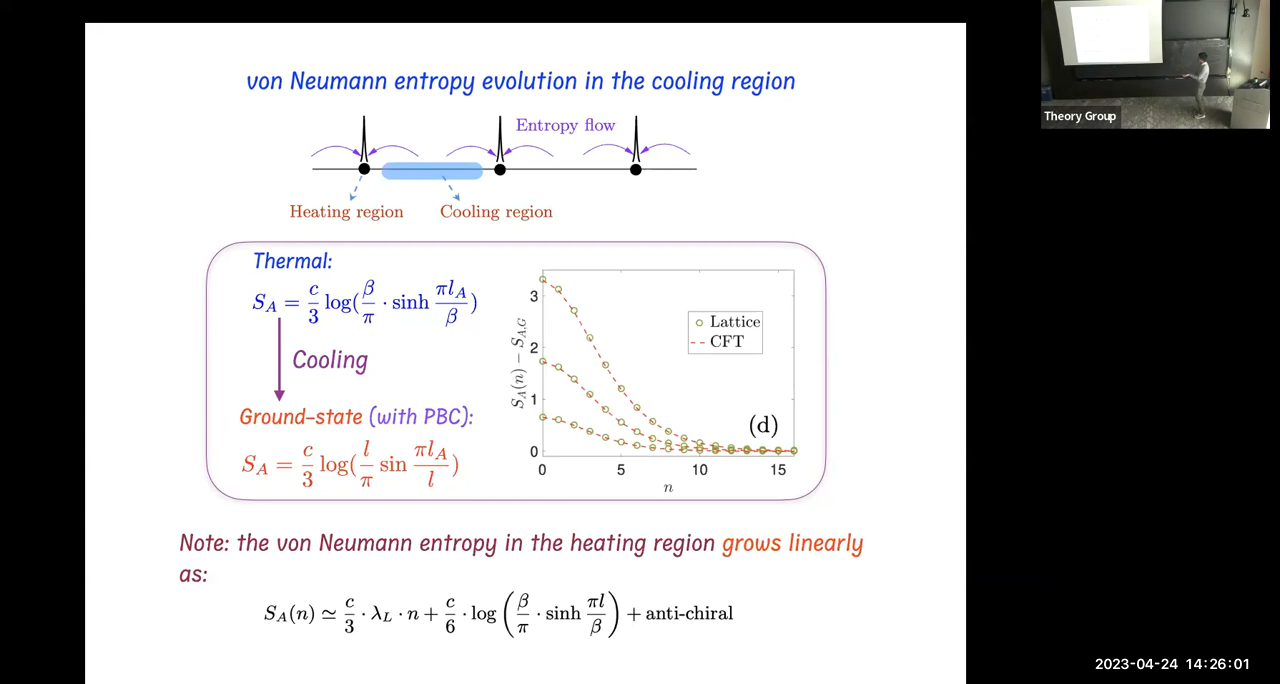 von Neumann entropy evolution in the cooling region
Entropy flow
Heating region
Cooling region
Thermal:
S_A = c/3 log(β/π · sinh πl_A/β)
Cooling
Ground-state (with PBC):
S_A = c/3 log(l/π sin πl_A/l)
S_A(n) − S_{A,G}
3
2
1
0
Lattice
CFT
(d)
0 5 10 15
n
Note: the von Neumann entropy in the heating region grows linearly
as:
S_A(n) ≃ c/3 · λ_L · n + c/6 · log (β/π · sinh πl/β) + anti-chiral
Theory Group
2023-04-24 14:26:01